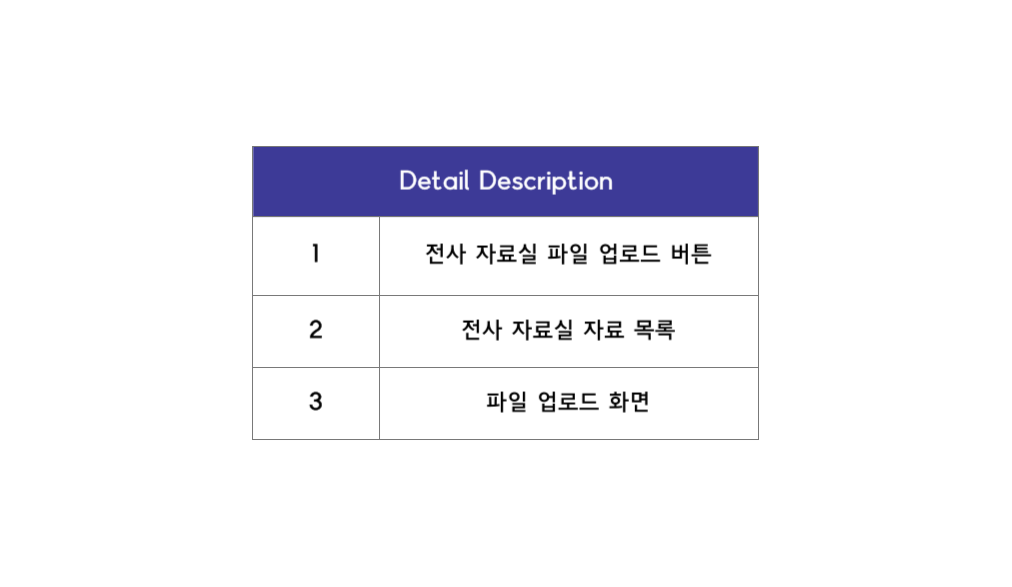 Detail Description
1 전사 자료실 파일 업로드 버튼
2 전사 자료실 자료 목록
3 파일 업로드 화면